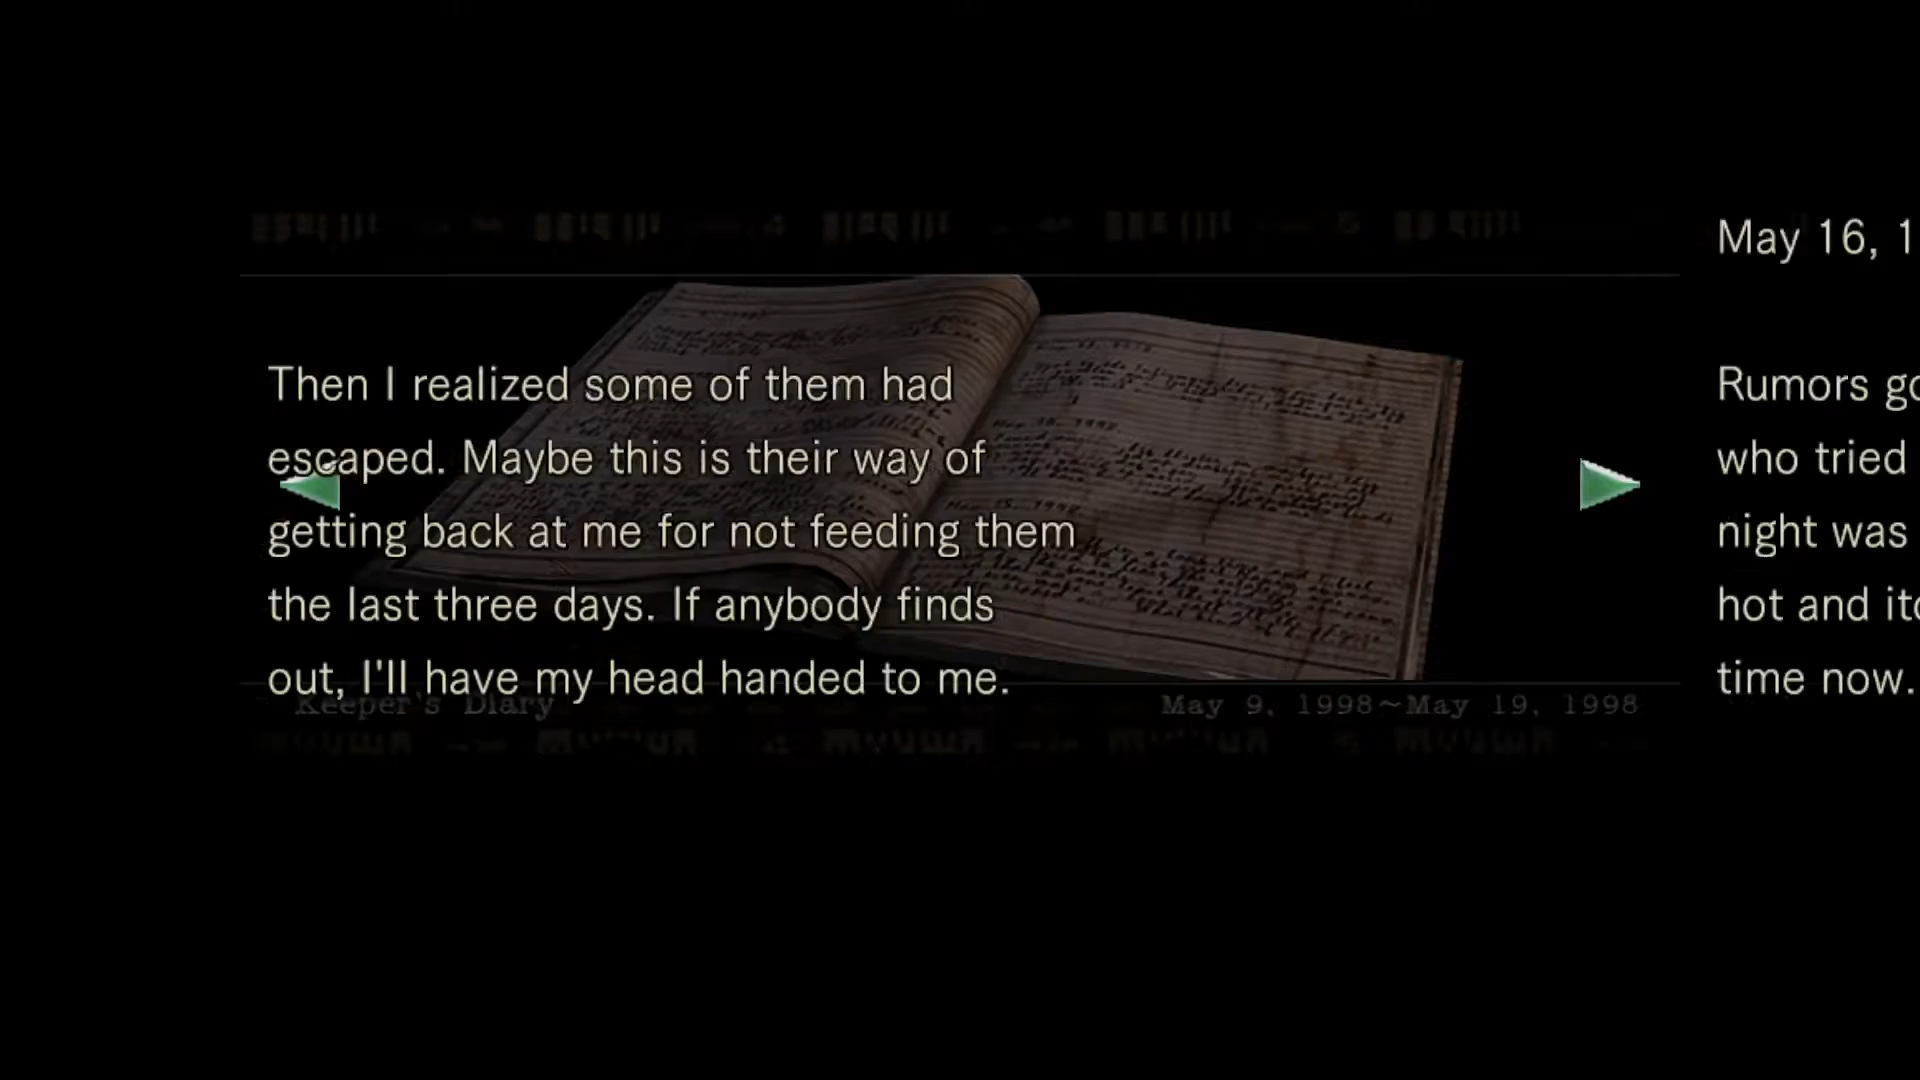 Then I realized some of them had
escaped. Maybe this is their way of
getting back at me for not feeding them
the last three days. If anybody finds
out, I'll have my head handed to me.
May 16, 1
Rumors go
who tried
night was
hot and itc
time now.
Keeper's Diary
May 9, 1998~May 19, 1998